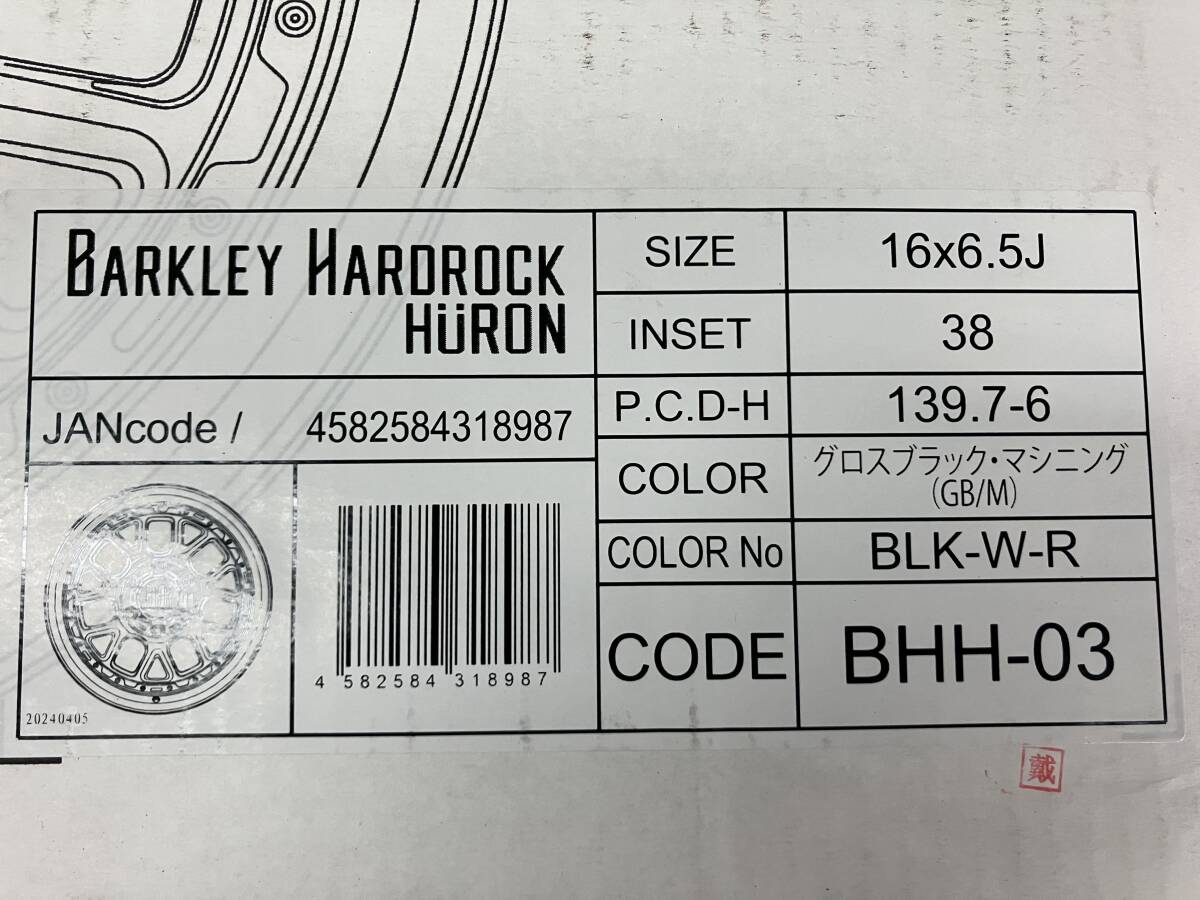 BARKLEY HARDROCK
HüRON
SIZE 16x6.5J
INSET 38
P.C.D-H 139.7-6
JANcode / 4582584318987
COLOR グロスブラック・マシニング
(GB/M)
COLOR No BLK-W-R
CODE BHH-03
4 582584 318987
20240405
戴